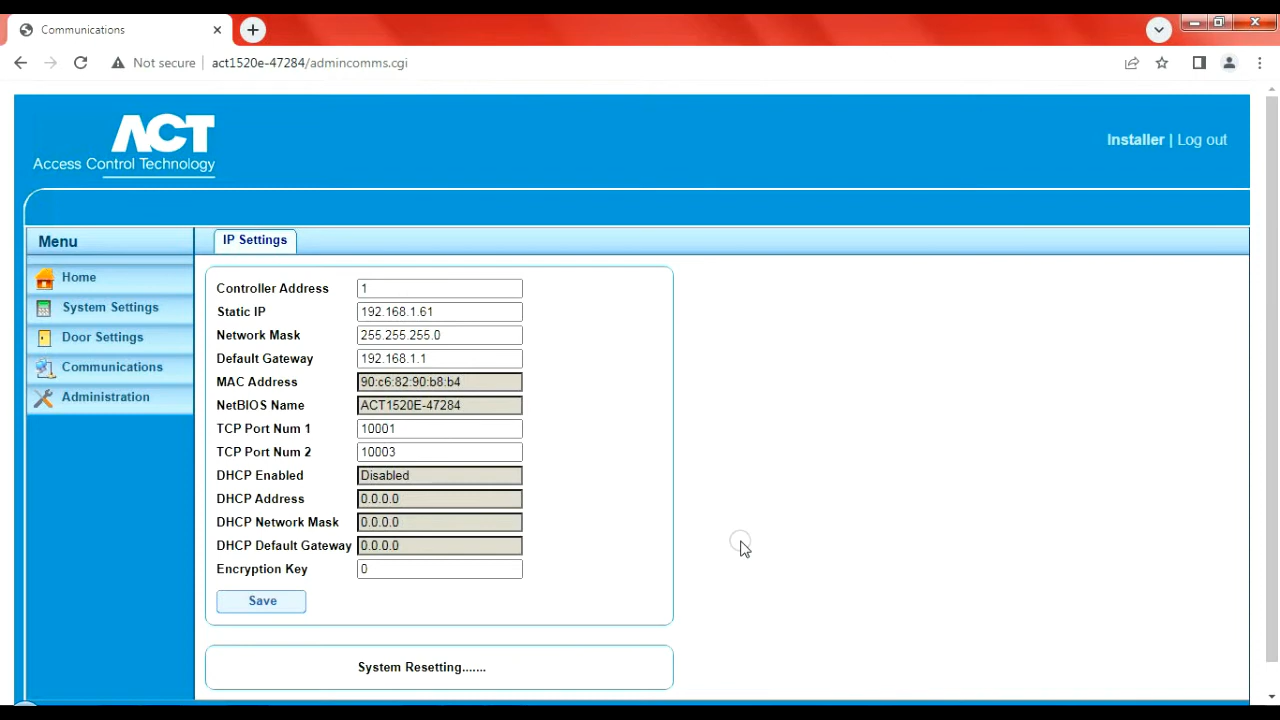 Communications
Not secure
act1520e-47284/admincomms.cgi
ACT
Access Control Technology
Installer | Log out
Menu
Home
System Settings
Door Settings
Communications
Administration
IP Settings
Controller Address 1
Static IP 192.168.1.61
Network Mask 255.255.255.0
Default Gateway 192.168.1.1
MAC Address 90:c6:82:90:b8:b4
NetBIOS Name ACT1520E-47284
TCP Port Num 1 10001
TCP Port Num 2 10003
DHCP Enabled Disabled
DHCP Address 0.0.0.0
DHCP Network Mask 0.0.0.0
DHCP Default Gateway 0.0.0.0
Encryption Key 0
Save
System Resetting.......